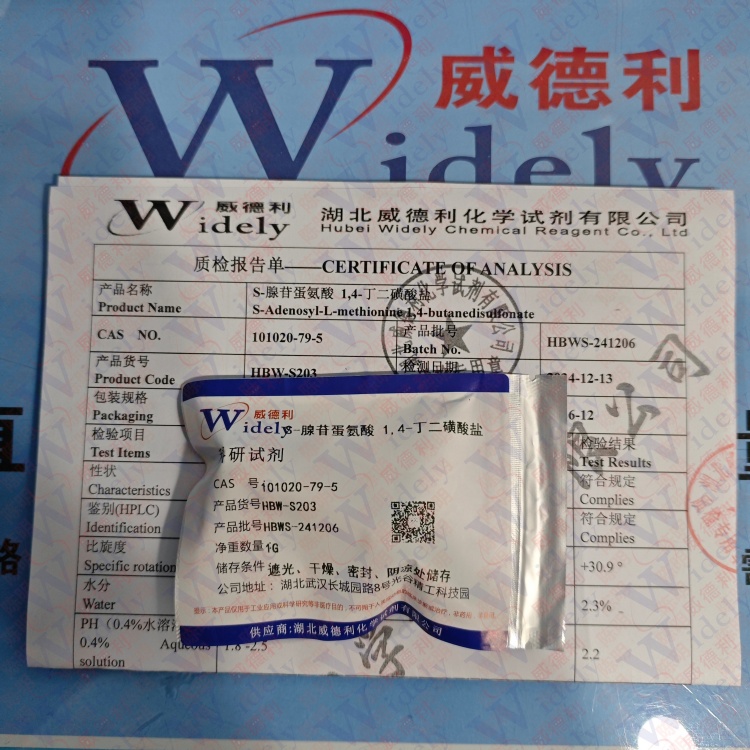 Widely 威德利
Widely 威德利 湖北威德利化学试剂有限公司
Hubei Widely Chemical Reagent Co., Ltd
质检报告单——CERTIFICATE OF ANALYSIS
产品名称 S-腺苷蛋氨酸 1,4-丁二磺酸盐
Product Name S-Adenosyl-L-methionine 1,4-butanedisulfonate
CAS NO. 101020-79-5 产品批号 Batch No. HBWS-241206
产品货号 Product Code HBW-S203 检测日期 2024-12-13
包装规格 Packaging 6-12
检验项目 Test Items 检验结果 Test Results
性状 Characteristics 符合规定 Complies
鉴别(HPLC) Identification 符合规定 Complies
比旋度 Specific rotation +30.9°
水分 Water 2.3%
PH（0.4%水溶
0.4% Aqueous solution 1.8 -2.5 2.2
Widely 威德利
S-腺苷蛋氨酸 1,4-丁二磺酸盐
研试剂
CAS 号101020-79-5
产品货号HBW-S203
产品批号HBWS-241206
净重数量1G
储存条件 遮光、干燥、密封、阴凉处储存
公司地址: 湖北武汉长城园路8号光谷精工科技园
供应商:湖北威德利化学试剂有限公司